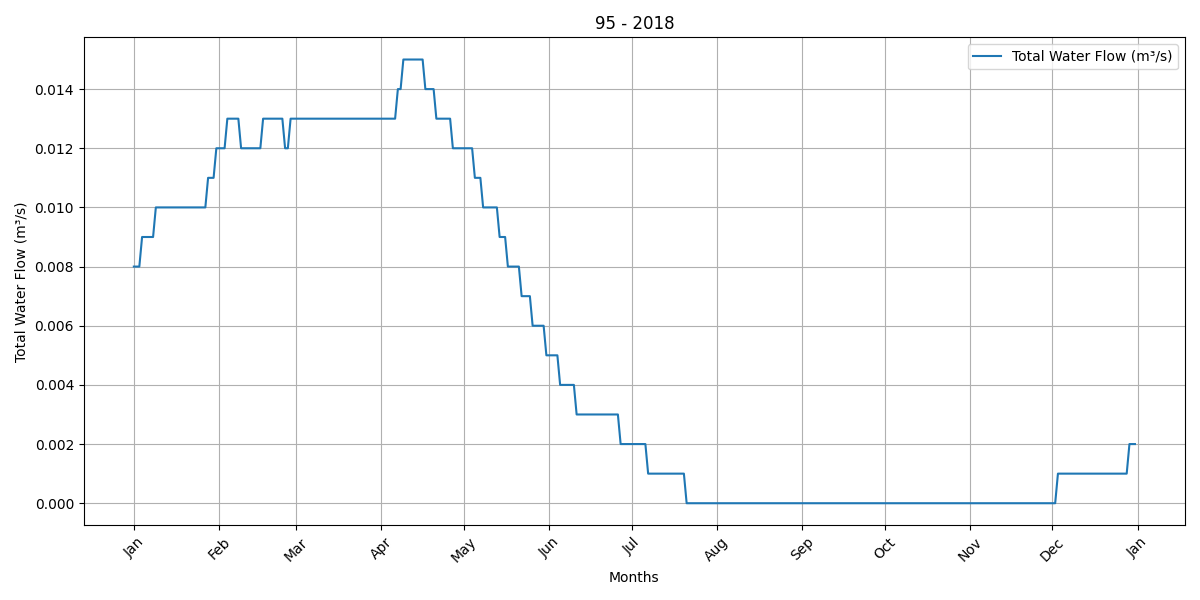 95 - 2018
Total Water Flow (m³/s)
Total Water Flow (m³/s)
0.014
0.012
0.010
0.008
0.006
0.004
0.002
0.000
Jan
Feb
Mar
Apr
May
Jun
Jul
Aug
Sep
Oct
Nov
Dec
Jan
Months